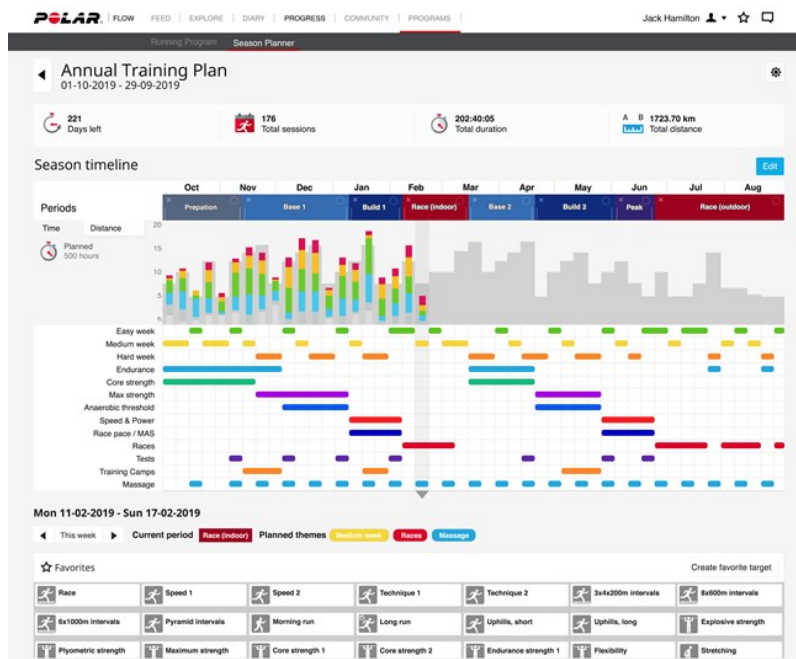 POLAR. FLOW FEED EXPLORE DIARY PROGRESS COMMUNITY PROGRAMS Jack Hamilton
Running Program Season Planner
Annual Training Plan
01-10-2019 - 29-09-2019
221 176 202:40:05 A B 1723.70 km
Days left Total sessions Total duration Total distance
Season timeline Edit
Oct Nov Dec Jan Feb Mar Apr May Jun Jul Aug
Periods Prepation Base 1 Build 1 Race (indoor) Base 2 Build 2 Peak Race (outdoor)
Time Distance 20
Planned 15
500 hours
10
5
h
Easy week
Medium week
Hard week
Endurance
Core strength
Max strength
Anaerobic threshold
Speed & Power
Race pace / MAS
Races
Tests
Training Camps
Massage
Mon 11-02-2019 - Sun 17-02-2019
This week Current period Race (indoor) Planned themes Medium week Races Massage
Favorites Create favorite target
Race Speed 1 Speed 2 Technique 1 Technique 2 3x4x200m intervals 8x600m intervals
6x1000m intervals Pyramid intervals Morning run Long run Uphills, short Uphills, long Explosive strength
Plyometric strength Maximum strength Core strength 1 Core strength 2 Endurance strength 1 Flexibility Stretching